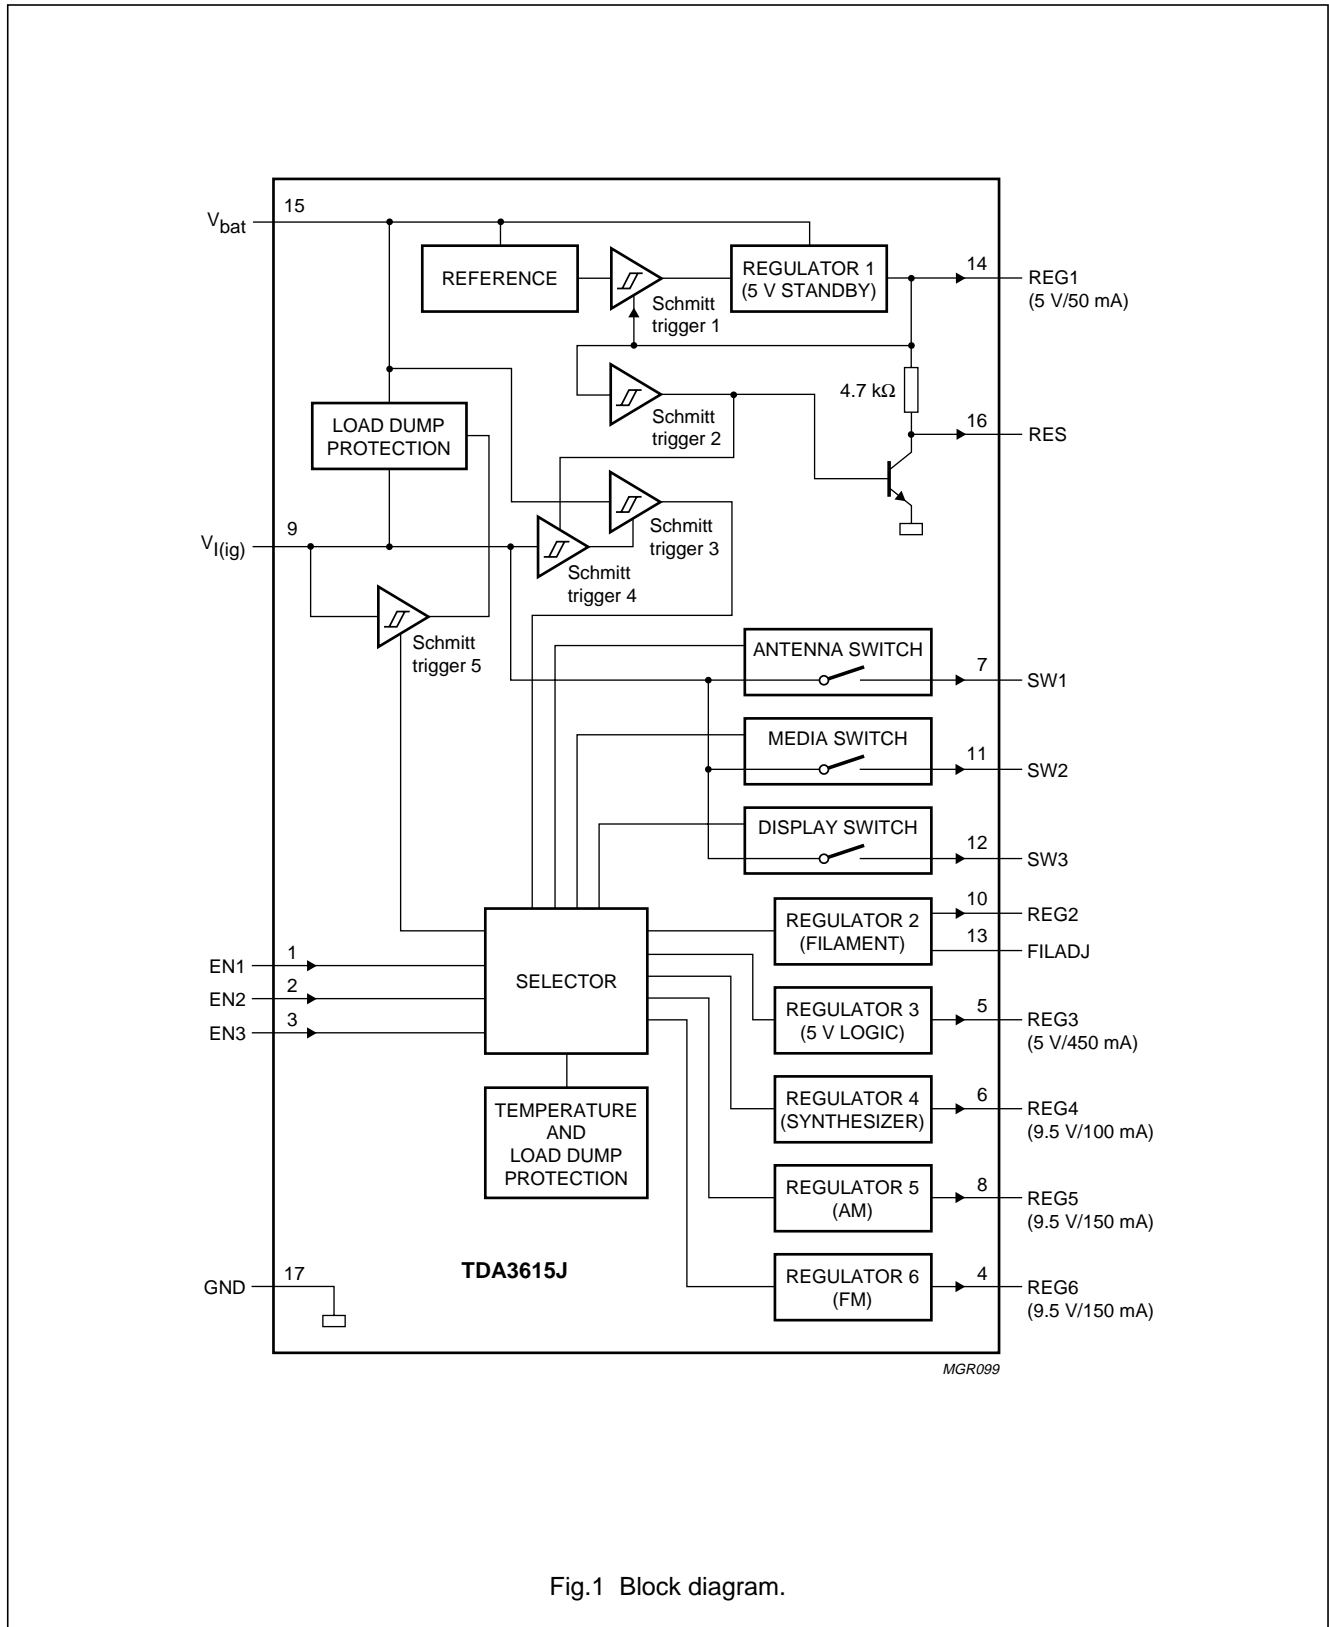 V_bat
15
REFERENCE
Schmitt
trigger 1
REGULATOR 1
(5 V STANDBY)
14
REG1
(5 V/50 mA)
Schmitt
trigger 2
4.7 kΩ
16
RES
LOAD DUMP
PROTECTION
Schmitt
trigger 3
V_I(ig)
9
Schmitt
trigger 4
Schmitt
trigger 5
ANTENNA SWITCH
7
SW1
MEDIA SWITCH
11
SW2
DISPLAY SWITCH
12
SW3
EN1
1
EN2
2
EN3
3
SELECTOR
REGULATOR 2
(FILAMENT)
10
REG2
13
FILADJ
REGULATOR 3
(5 V LOGIC)
5
REG3
(5 V/450 mA)
TEMPERATURE
AND
LOAD DUMP
PROTECTION
REGULATOR 4
(SYNTHESIZER)
6
REG4
(9.5 V/100 mA)
REGULATOR 5
(AM)
8
REG5
(9.5 V/150 mA)
GND
17
TDA3615J
REGULATOR 6
(FM)
4
REG6
(9.5 V/150 mA)
MGR099
Fig.1 Block diagram.